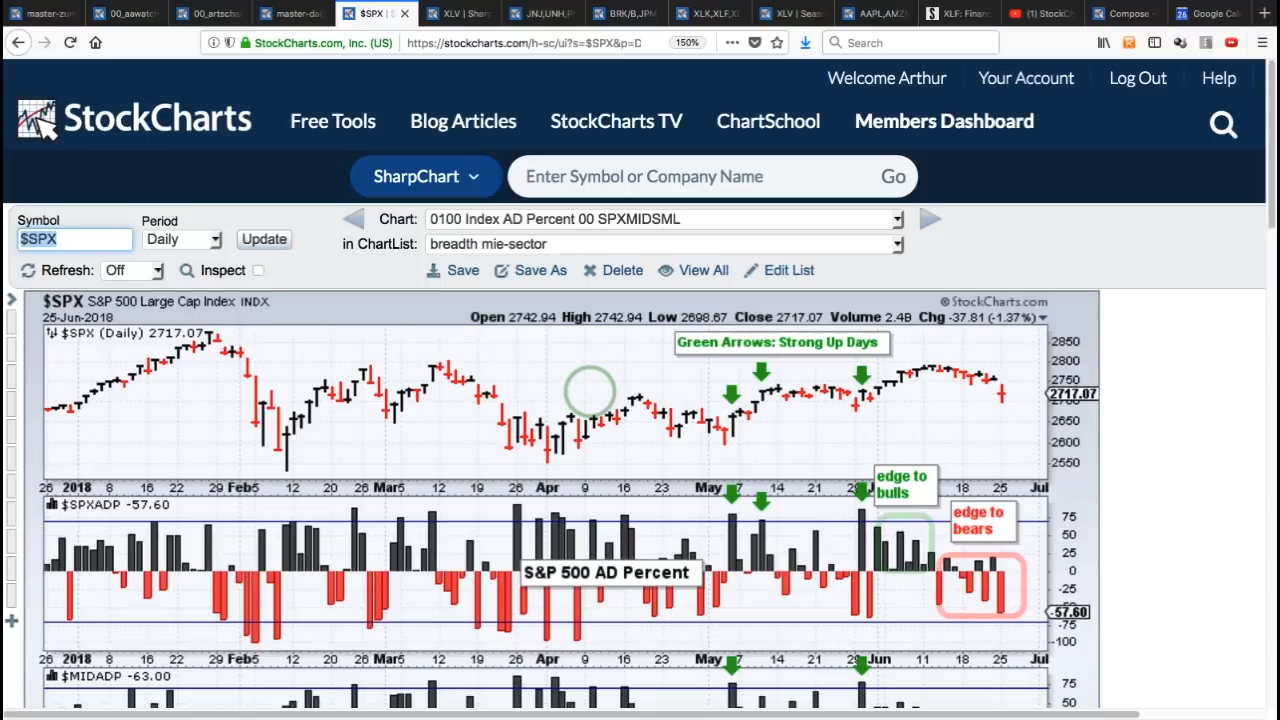 master-zum
00_aawatch
00_artschar
master-dai
$SPX | S
XLV | Shar
JNJ,UNH,P
BRK/B,JPM
XLK,XLF,X
XLV | Seas
AAPL,AMZ
XLF: Financ
(1) StockCh
Compose -
26 Google Cal
StockCharts.com, Inc. (US)
https://stockcharts.com/h-sc/ui?s=$SPX&p=D
150%
Search
Welcome Arthur
Your Account
Log Out
Help
StockCharts
Free Tools
Blog Articles
StockCharts TV
ChartSchool
Members Dashboard
SharpChart
Enter Symbol or Company Name
Go
Symbol
Period
Chart: 0100 Index AD Percent 00 SPXMIDSML
$SPX
Daily
Update
in ChartList: breadth mie-sector
Refresh: Off
Inspect
Save
Save As
Delete
View All
Edit List
$SPX S&P 500 Large Cap Index INDX
© StockCharts.com
25-Jun-2018
Open 2742.94 High 2742.94 Low 2698.67 Close 2717.07 Volume 2.4B Chg -37.81 (-1.37%)
$SPX (Daily) 2717.07
Green Arrows: Strong Up Days
2850
2800
2750
2717.07
2650
2600
2550
26 2018 8 16 22 29 Feb5 12 20 26 Mar5 12 19 26 Apr 9 16 23 May 7 14 21 29 Jun 11 18 25 Jul
edge to
bulls
edge to
bears
$SPXADP -57.60
S&P 500 AD Percent
75
50
25
0
-25
-57.60
-75
-100
26 2018 8 16 22 29 Feb5 12 20 26 Mar5 12 19 26 Apr 9 16 23 May 7 14 21 29 Jun 11 18 25 Jul
$MIDADP -63.00
75
50